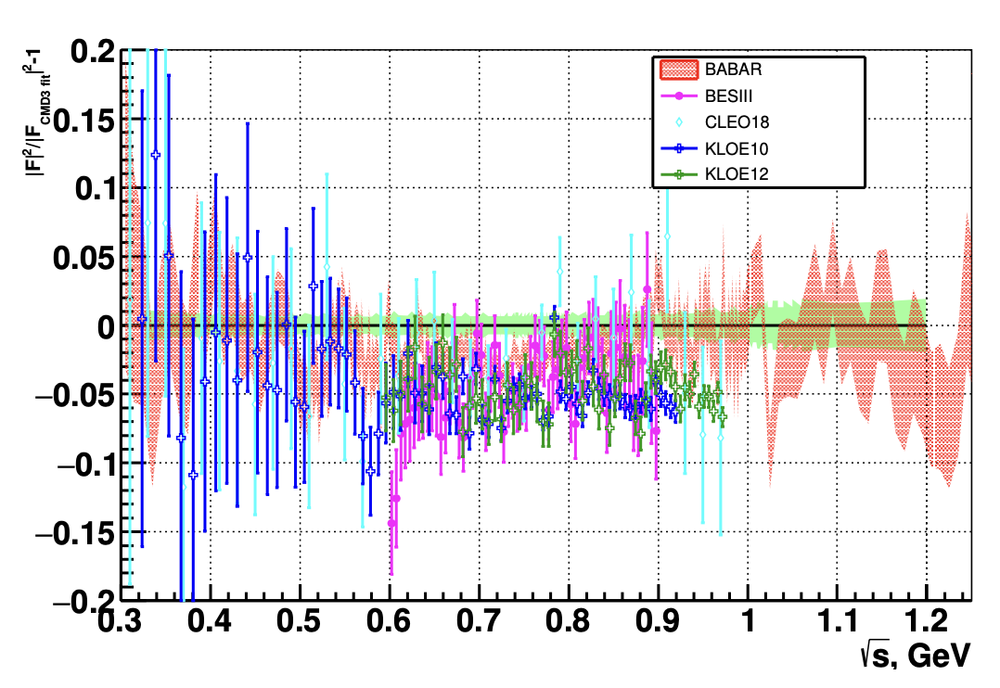 |F|²/|F_CMD3 fit|²-1
0.2
0.15
0.1
0.05
0
−0.05
−0.1
−0.15
−0.2
BABAR
BESIII
CLEO18
KLOE10
KLOE12
0.3 0.4 0.5 0.6 0.7 0.8 0.9 1 1.1 1.2
√s, GeV